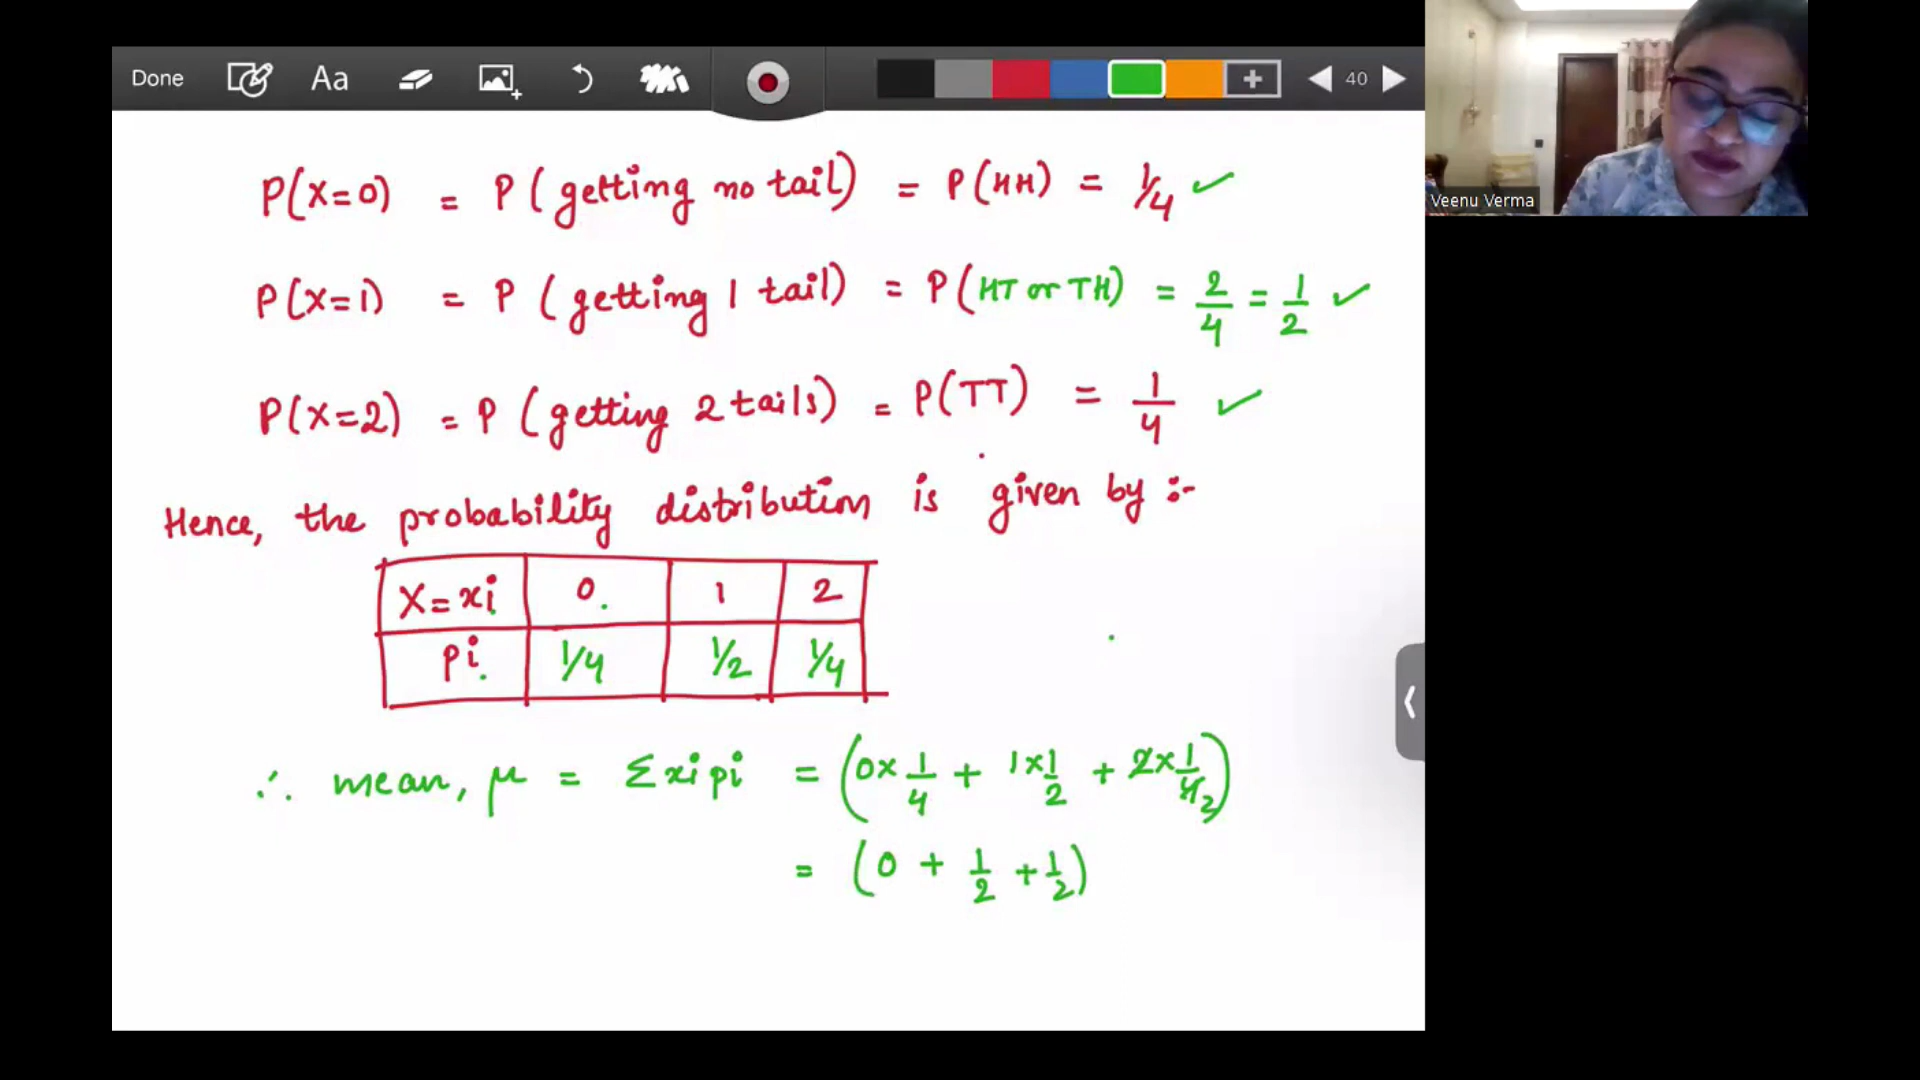 Done Aa 40
Veenu Verma
P(X=0) = P (getting no tail) = P(HH) = 1/4 ✓
P(X=1) = P (getting 1 tail) = P(HT or TH) = 2/4 = 1/2 ✓
P(X=2) = P (getting 2 tails) = P(TT) = 1/4 ✓
Hence, the probability distribution is given by :-
X=xi 0 1 2
pi 1/4 1/2 1/4
∴ mean, μ = Σxipi = (0×1/4 + 1×1/2 + 2×1/4 2)
= (0 + 1/2 + 1/2)